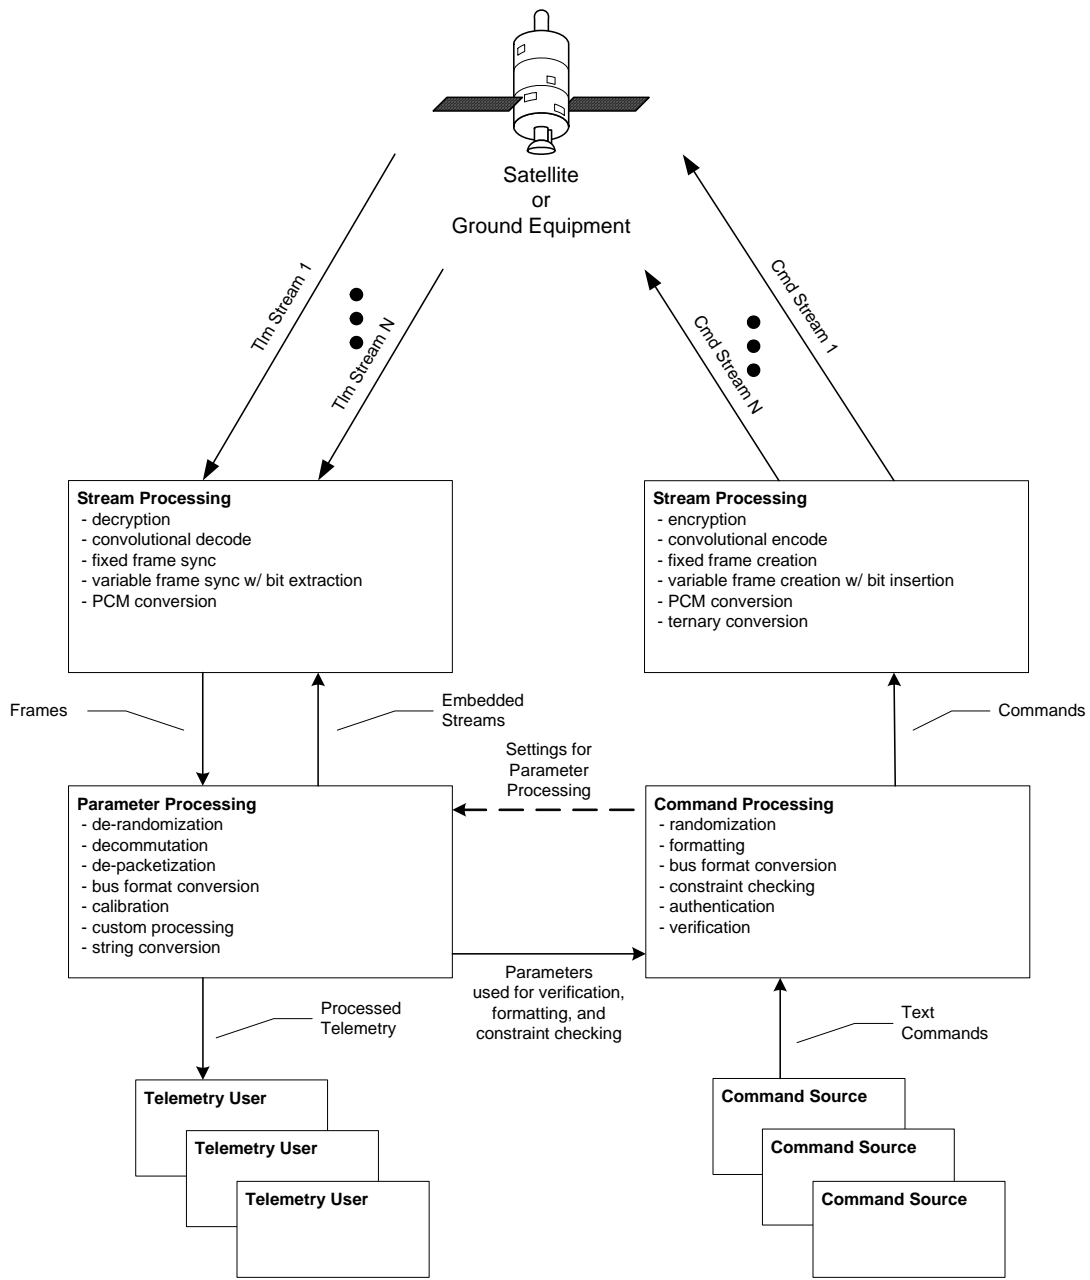 Satellite
or
Ground Equipment
Tlm Stream 1
Tlm Stream N
Cmd Stream N
Cmd Stream 1
Stream Processing
- decryption
- convolutional decode
- fixed frame sync
- variable frame sync w/ bit extraction
- PCM conversion
Stream Processing
- encryption
- convolutional encode
- fixed frame creation
- variable frame creation w/ bit insertion
- PCM conversion
- ternary conversion
Frames
Embedded
Streams
Commands
Settings for
Parameter
Processing
Parameter Processing
- de-randomization
- decommutation
- de-packetization
- bus format conversion
- calibration
- custom processing
- string conversion
Command Processing
- randomization
- formatting
- bus format conversion
- constraint checking
- authentication
- verification
Parameters
used for verification,
formatting, and
constraint checking
Processed
Telemetry
Text
Commands
Telemetry User
Telemetry User
Telemetry User
Command Source
Command Source
Command Source